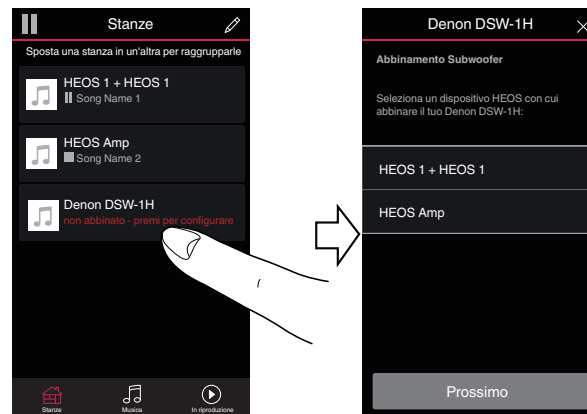 Stanze
Sposta una stanza in un'altra per raggrupparle
HEOS 1 + HEOS 1
Song Name 1
HEOS Amp
Song Name 2
Denon DSW-1H
non abbinato - premi per configurare
Stanze
Musica
In riproduzione
Denon DSW-1H
Abbinamento Subwoofer
Seleziona un dispositivo HEOS con cui
abbinare il tuo Denon DSW-1H:
HEOS 1 + HEOS 1
HEOS Amp
Prossimo